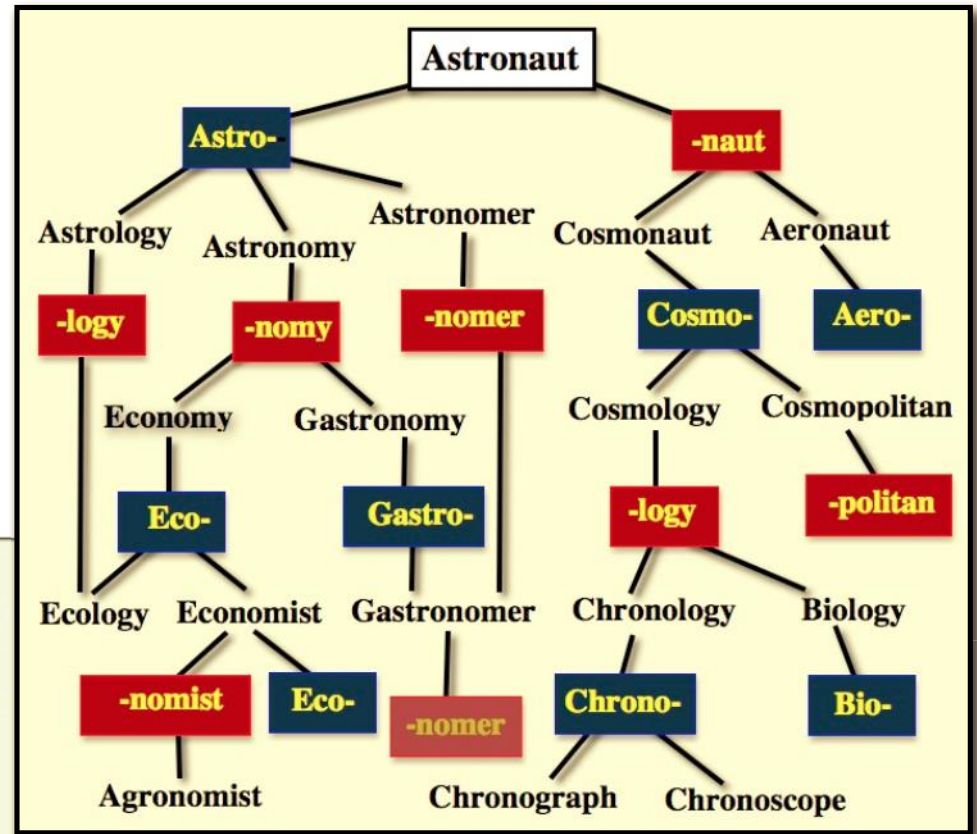 Astronaut
Astro-
-naut
Astrology
Astronomy
Astronomer
Cosmonaut
Aeronaut
-logy
-nomy
-nomer
Cosmo-
Aero-
Economy
Gastronomy
Cosmology
Cosmopolitan
Eco-
Gastro-
-logy
-politan
Ecology
Economist
Gastronomer
Chronology
Biology
-nomist
Eco-
-nomer
Chrono-
Bio-
Agronomist
Chronograph
Chronoscope